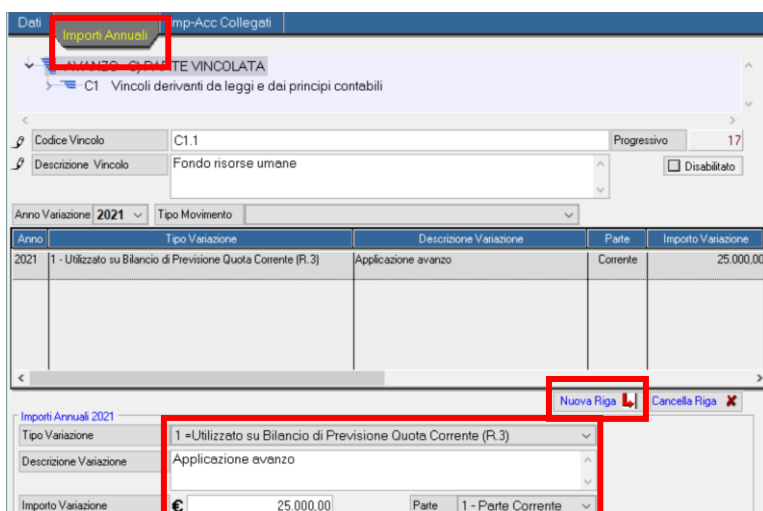 Dati Importi Annuali Imp-Acc Collegati
AVANZO - C) PARTE VINCOLATA
C1 Vincoli derivanti da leggi e dai principi contabili
Codice Vincolo C1.1 Progressivo 17
Descrizione Vincolo Fondo risorse umane Disabilitato
Anno Variazione 2021 Tipo Movimento
Anno Tipo Variazione Descrizione Variazione Parte Importo Variazione
2021 1 - Utilizzato su Bilancio di Previsione Quota Corrente (R.3) Applicazione avanzo Corrente 25.000,00
Nuova Riga Cancella Riga
Importi Annuali 2021
Tipo Variazione 1 =Utilizzato su Bilancio di Previsione Quota Corrente (R.3)
Descrizione Variazione Applicazione avanzo
Importo Variazione € 25.000,00 Parte 1 - Parte Corrente